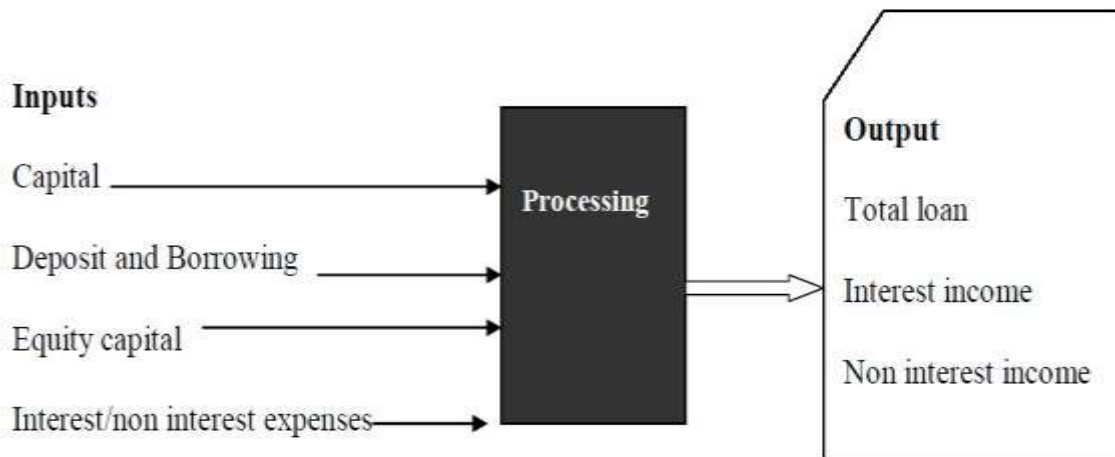 Inputs
Capital
Deposit and Borrowing
Equity capital
Interest/non interest expenses
Processing
Output
Total loan
Interest income
Non interest income